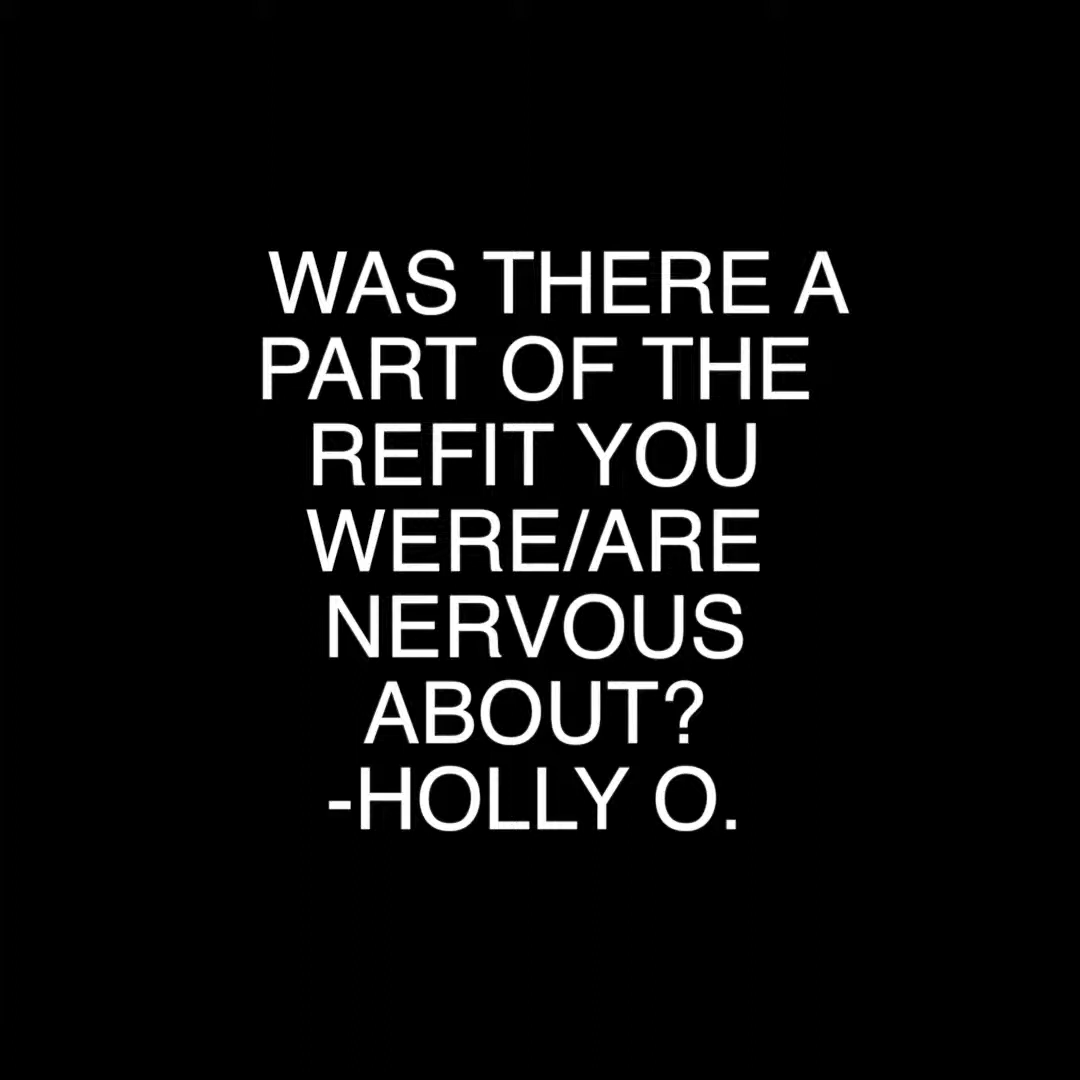 WAS THERE A
PART OF THE
REFIT YOU
WERE/ARE
NERVOUS
ABOUT?
-HOLLY O.